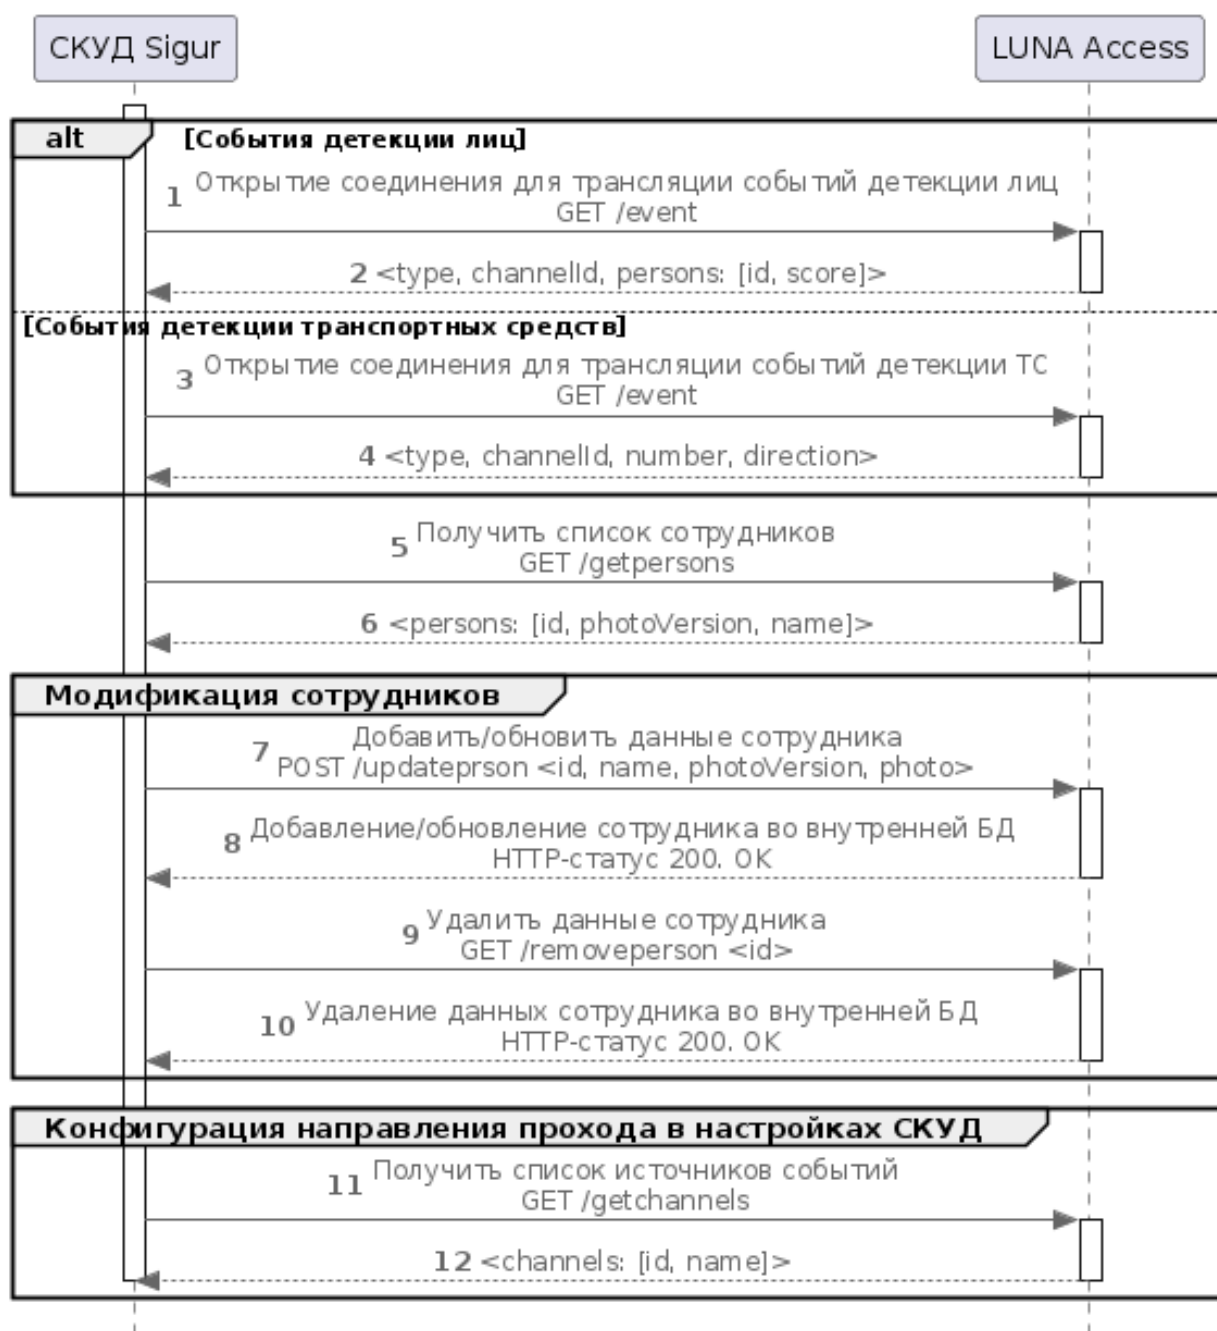 СКУД Sigur
LUNA Access
alt
[События детекции лиц]
1 Открытие соединения для трансляции событий детекции лиц
GET /event
2 <type, channelId, persons: [id, score]>
[События детекции транспортных средств]
3 Открытие соединения для трансляции событий детекции ТС
GET /event
4 <type, channelId, number, direction>
5 Получить список сотрудников
GET /getpersons
6 <persons: [id, photoVersion, name]>
Модификация сотрудников
7 Добавить/обновить данные сотрудника
POST /updateprson <id, name, photoVersion, photo>
8 Добавление/обновление сотрудника во внутренней БД
HTTP-статус 200. OK
9 Удалить данные сотрудника
GET /removeperson <id>
10 Удаление данных сотрудника во внутренней БД
HTTP-статус 200. OK
Конфигурация направления прохода в настройках СКУД
11 Получить список источников событий
GET /getchannels
12 <channels: [id, name]>